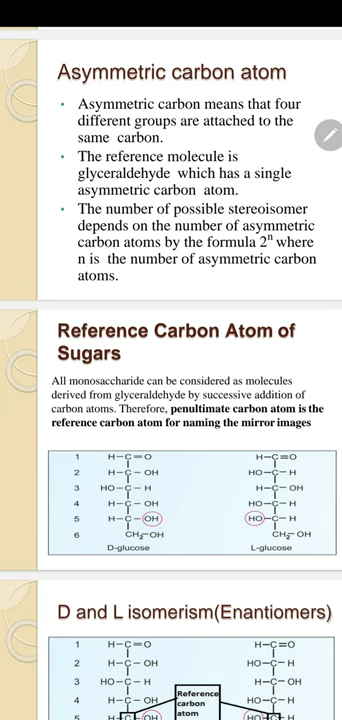 Asymmetric carbon atom
• Asymmetric carbon means that four
different groups are attached to the
same carbon.
• The reference molecule is
glyceraldehyde which has a single
asymmetric carbon atom.
• The number of possible stereoisomer
depends on the number of asymmetric
carbon atoms by the formula 2ⁿ where
n is the number of asymmetric carbon
atoms.
Reference Carbon Atom of
Sugars
All monosaccharide can be considered as molecules
derived from glyceraldehyde by successive addition of
carbon atoms. Therefore, penultimate carbon atom is the
reference carbon atom for naming the mirror images
1 H–C=O H–C=O
2 H–C–OH HO–C–H
3 HO–C–H H–C–OH
4 H–C–OH HO–C–H
5 H–C–OH HO–C–H
6 CH₂–OH CH₂–OH
D-glucose L-glucose
D and L isomerism(Enantiomers)
1 H–C=O H–C=O
2 H–C–OH HO–C–H
3 HO–C–H H–C–OH
4 H–C–OH Reference carbon atom HO–C–H
5 H–C–OH HO–C–H